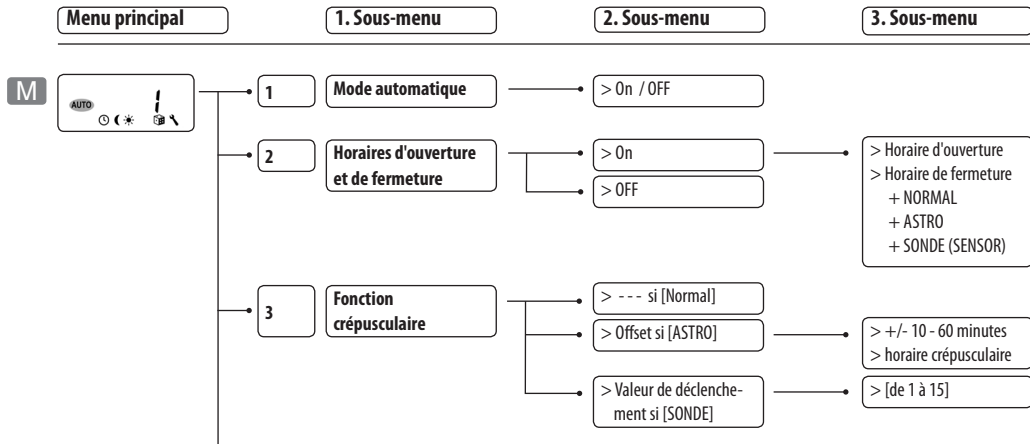 Menu principal 1. Sous-menu 2. Sous-menu 3. Sous-menu
M AUTO 1
1 Mode automatique > On / OFF
2 Horaires d'ouverture
et de fermeture
> On
> OFF
> Horaire d'ouverture
> Horaire de fermeture
+ NORMAL
+ ASTRO
+ SONDE (SENSOR)
3 Fonction
crépusculaire
> --- si [Normal]
> Offset si [ASTRO]
> +/- 10 - 60 minutes
> horaire crépusculaire
> Valeur de déclenche-
ment si [SONDE]
> [de 1 à 15]